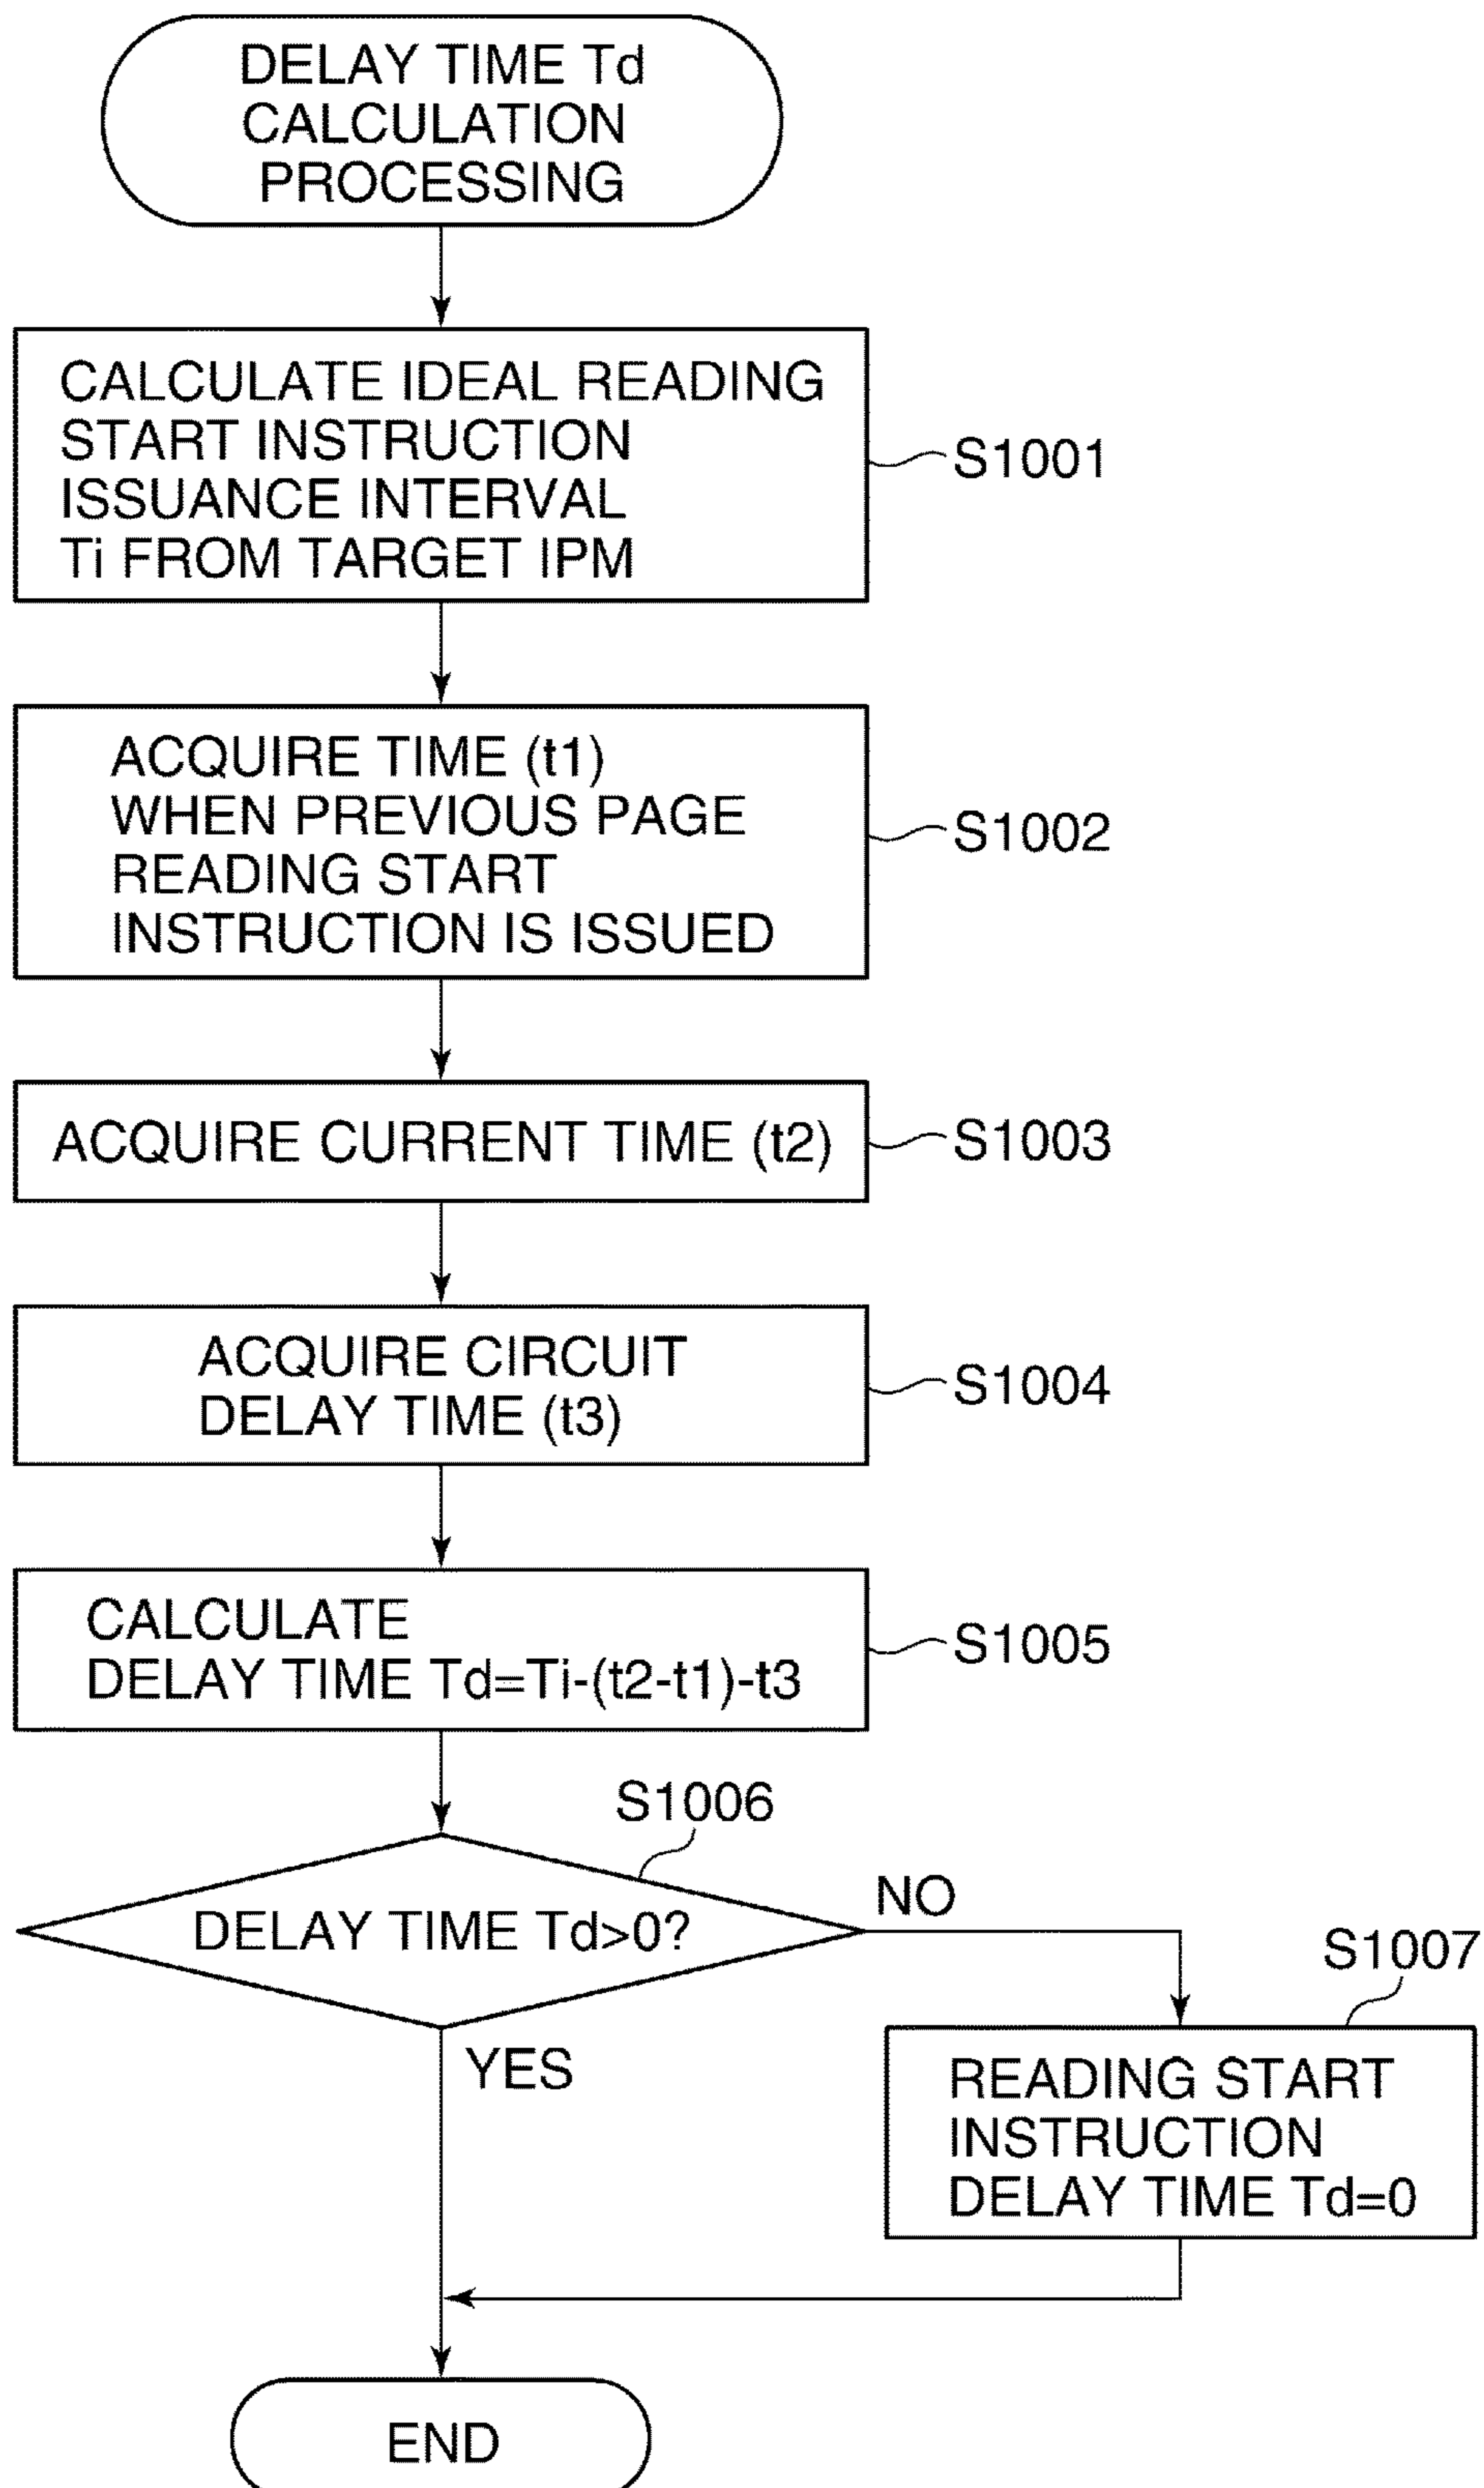 DELAY TIME Td
CALCULATION
PROCESSING
CALCULATE IDEAL READING
START INSTRUCTION
ISSUANCE INTERVAL
Ti FROM TARGET IPM
S1001
ACQUIRE TIME (t1)
WHEN PREVIOUS PAGE
READING START
INSTRUCTION IS ISSUED
S1002
ACQUIRE CURRENT TIME (t2)
S1003
ACQUIRE CIRCUIT
DELAY TIME (t3)
S1004
CALCULATE
DELAY TIME Td=Ti-(t2-t1)-t3
S1005
S1006
DELAY TIME Td>0?
NO
YES
S1007
READING START
INSTRUCTION
DELAY TIME Td=0
END